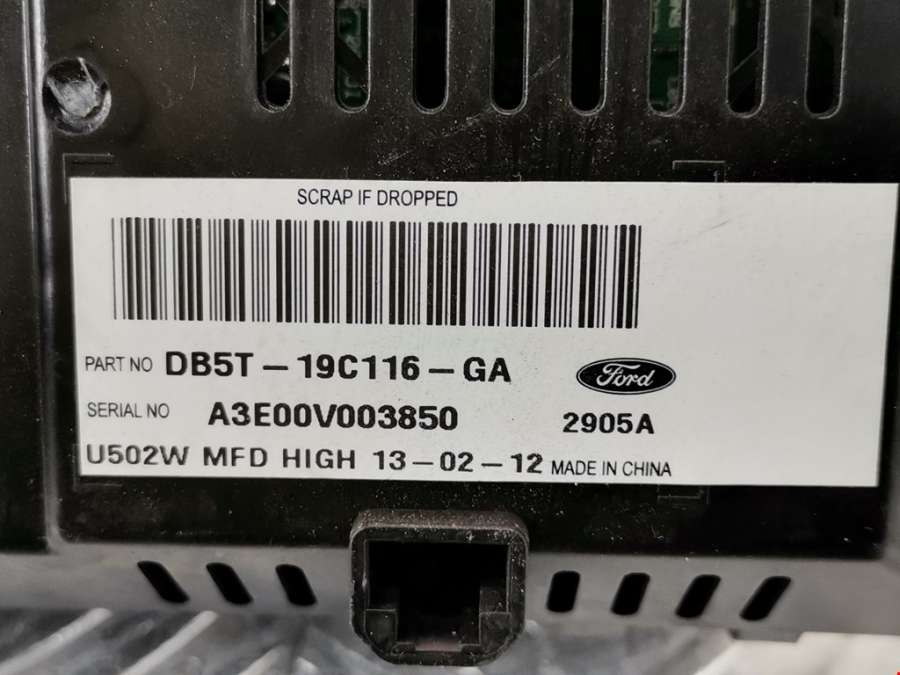 SCRAP IF DROPPED
PART NO DB5T-19C116-GA Ford
SERIAL NO A3E00V003850 2905A
U502W MFD HIGH 13-02-12 MADE IN CHINA